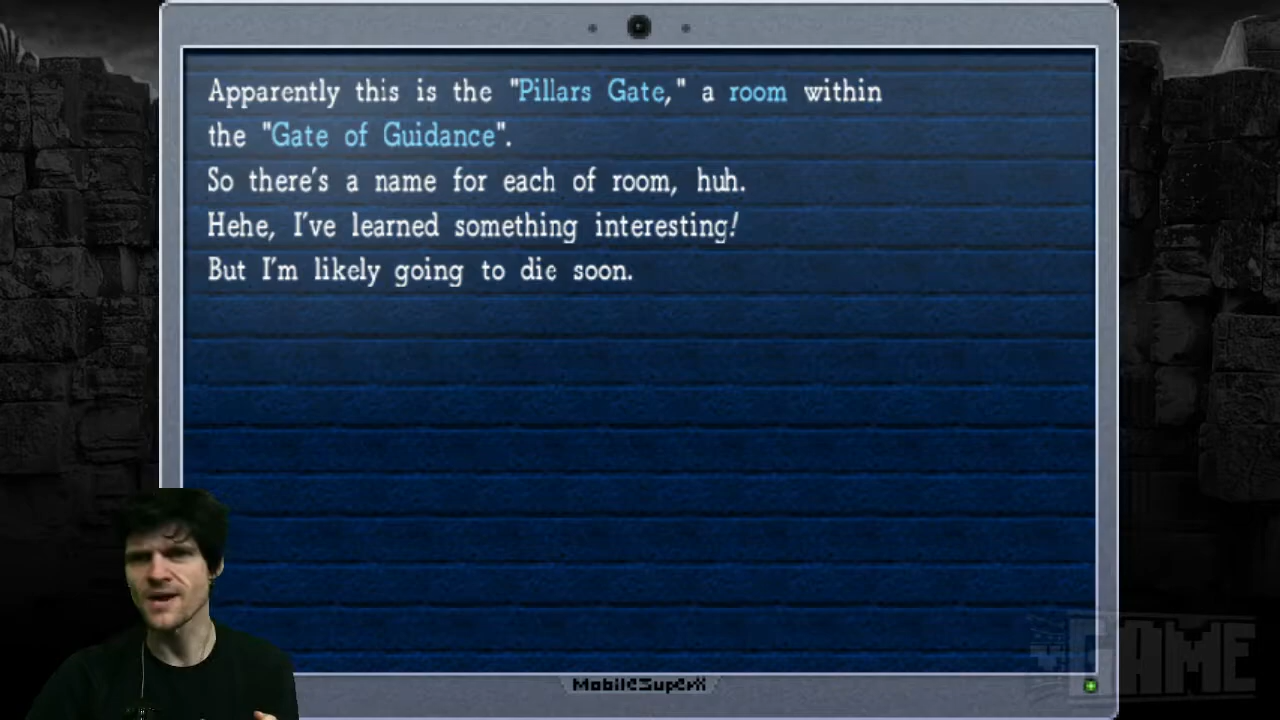 Apparently this is the "Pillars Gate," a room within
the "Gate of Guidance".
So there's a name for each of room, huh.
Hehe, I've learned something interesting!
But I'm likely going to die soon.
MobileSuperX
GAME